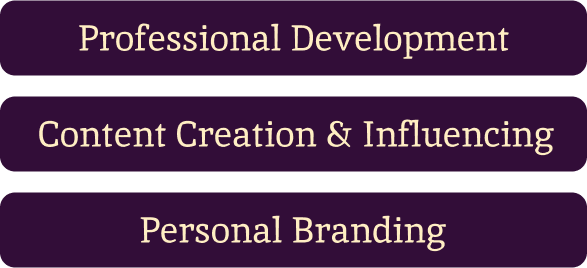 Professional Development
Content Creation & Influencing
Personal Branding